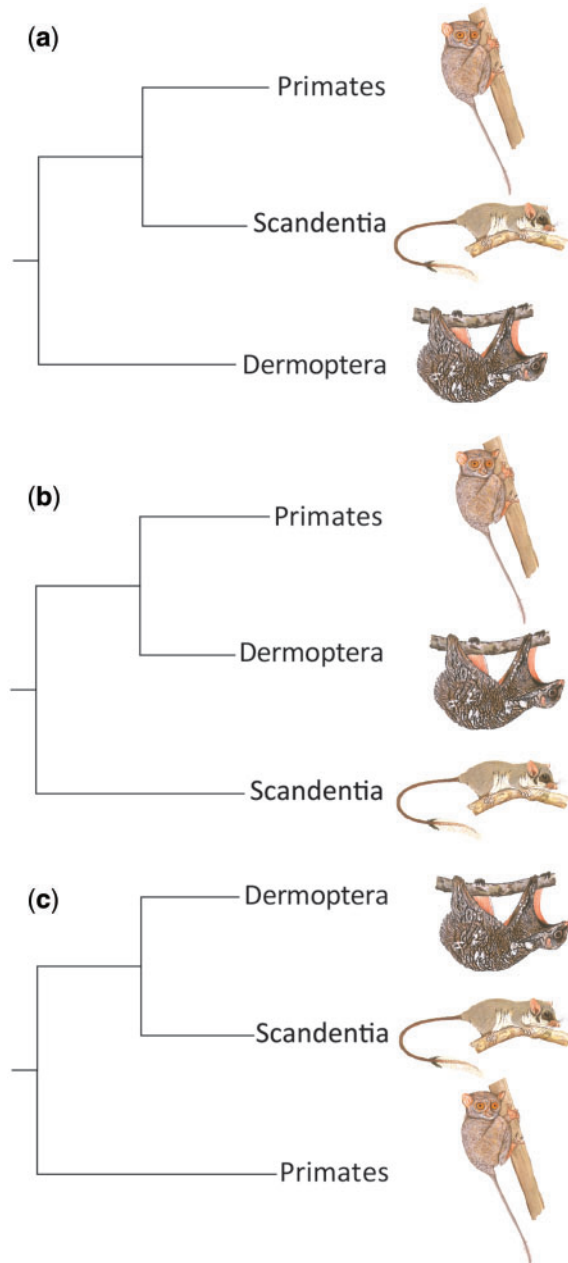 (a)
Primates
Scandentia
Dermoptera
(b)
Primates
Dermoptera
Scandentia
(c)
Dermoptera
Scandentia
Primates